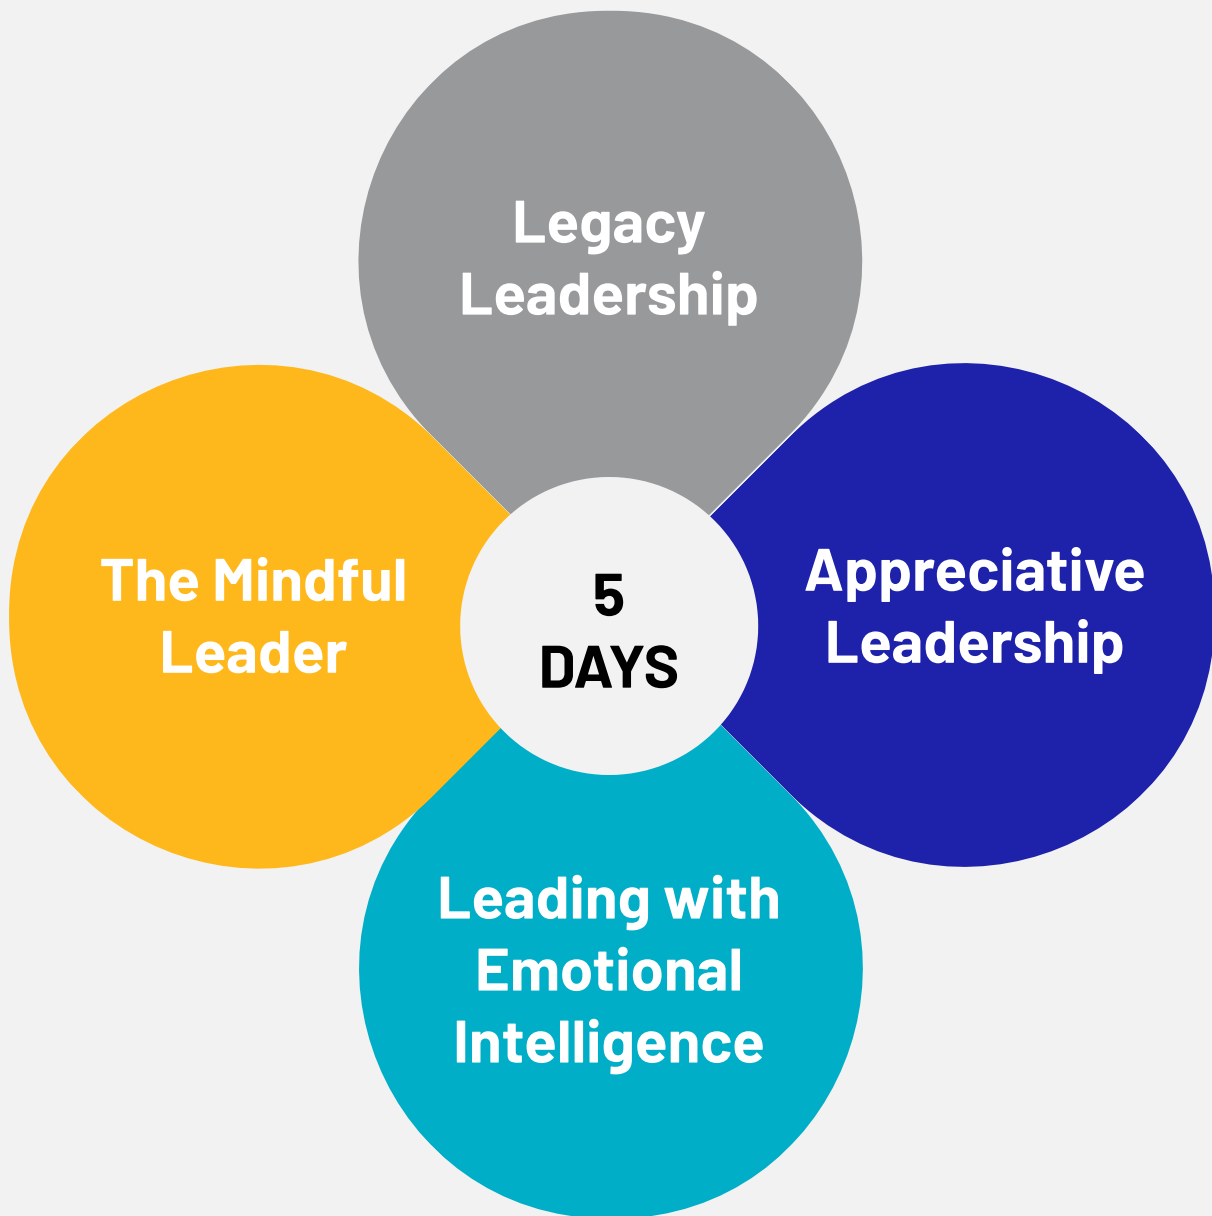 Legacy
Leadership
The Mindful
Leader
5
DAYS
Appreciative
Leadership
Leading with
Emotional
Intelligence